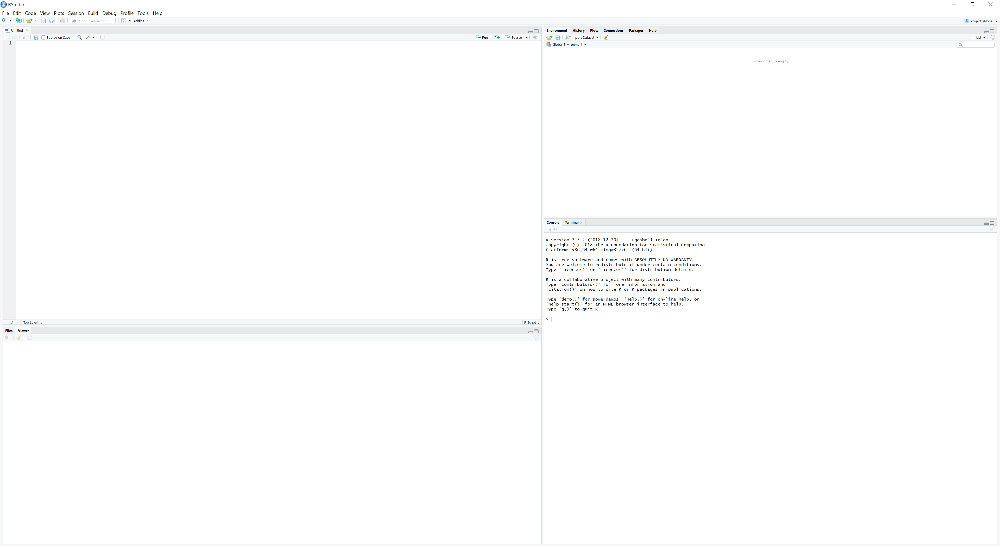 RStudio
File Edit Code View Plots Session Build Debug Profile Tools Help
Go to file/function Addins Project: (None)
Untitled1
Source on Save Run Source
1
1:1 (Top Level) R Script
Files Viewer
Environment History Plots Connections Packages Help
Import Dataset List
Global Environment
Environment is empty
Console Terminal
~/
R version 3.5.2 (2018-12-20) -- "Eggshell Igloo"
Copyright (C) 2018 The R Foundation for Statistical Computing
Platform: x86_64-w64-mingw32/x64 (64-bit)
R is free software and comes with ABSOLUTELY NO WARRANTY.
You are welcome to redistribute it under certain conditions.
Type 'license()' or 'licence()' for distribution details.
R is a collaborative project with many contributors.
Type 'contributors()' for more information and
'citation()' on how to cite R or R packages in publications.
Type 'demo()' for some demos, 'help()' for on-line help, or
'help.start()' for an HTML browser interface to help.
Type 'q()' to quit R.
>